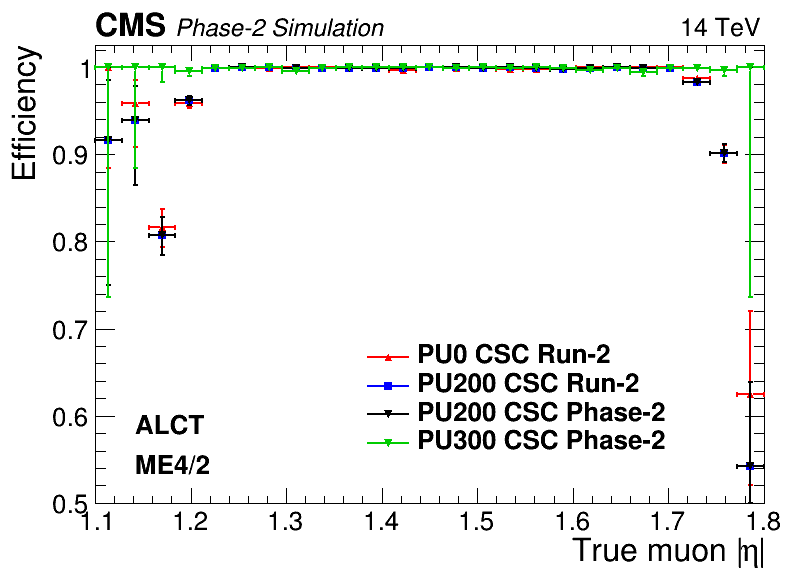 CMS Phase-2 Simulation 14 TeV
Efficiency
1
0.9
0.8
0.7
0.6
0.5
PU0 CSC Run-2
PU200 CSC Run-2
PU200 CSC Phase-2
PU300 CSC Phase-2
ALCT
ME4/2
1.1 1.2 1.3 1.4 1.5 1.6 1.7 1.8
True muon |η|